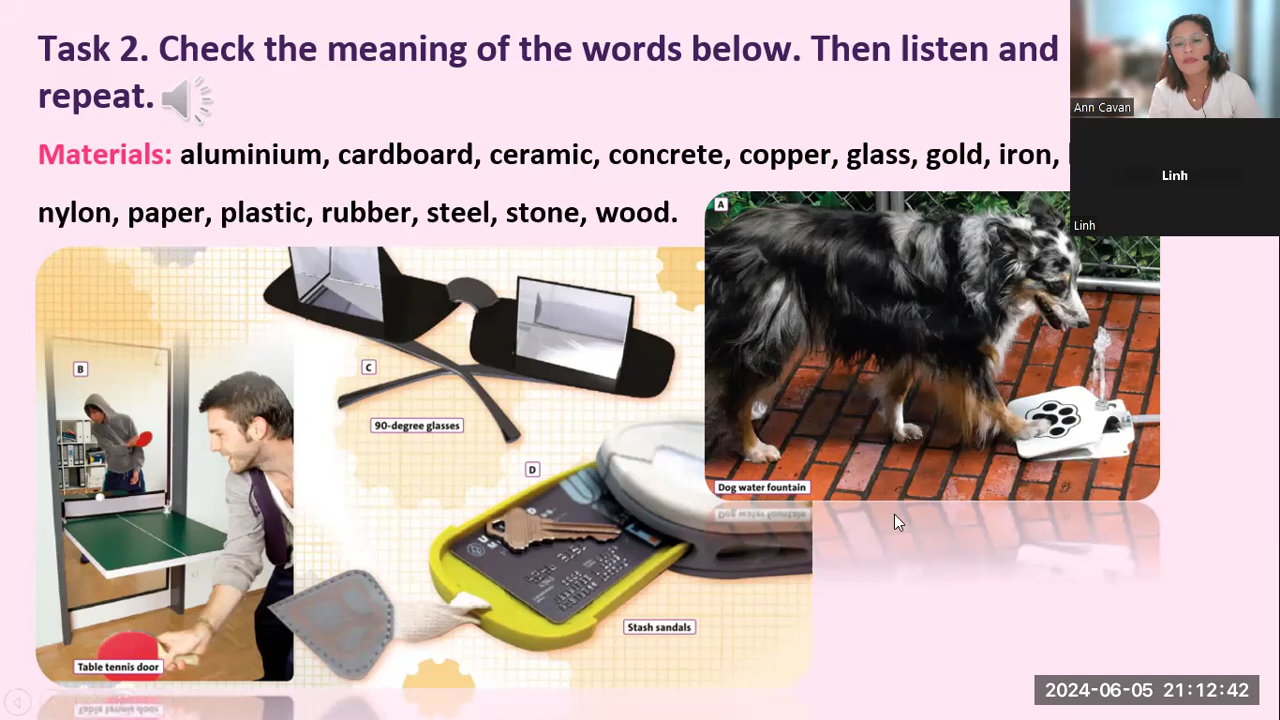 Task 2. Check the meaning of the words below. Then listen and
repeat.
Ann Cavan
Materials: aluminium, cardboard, ceramic, concrete, copper, glass, gold, iron,
Linh
nylon, paper, plastic, rubber, steel, stone, wood.
A
Linh
B
C
90-degree glasses
D
Dog water fountain
Stash sandals
Table tennis door
2024-06-05 21:12:42